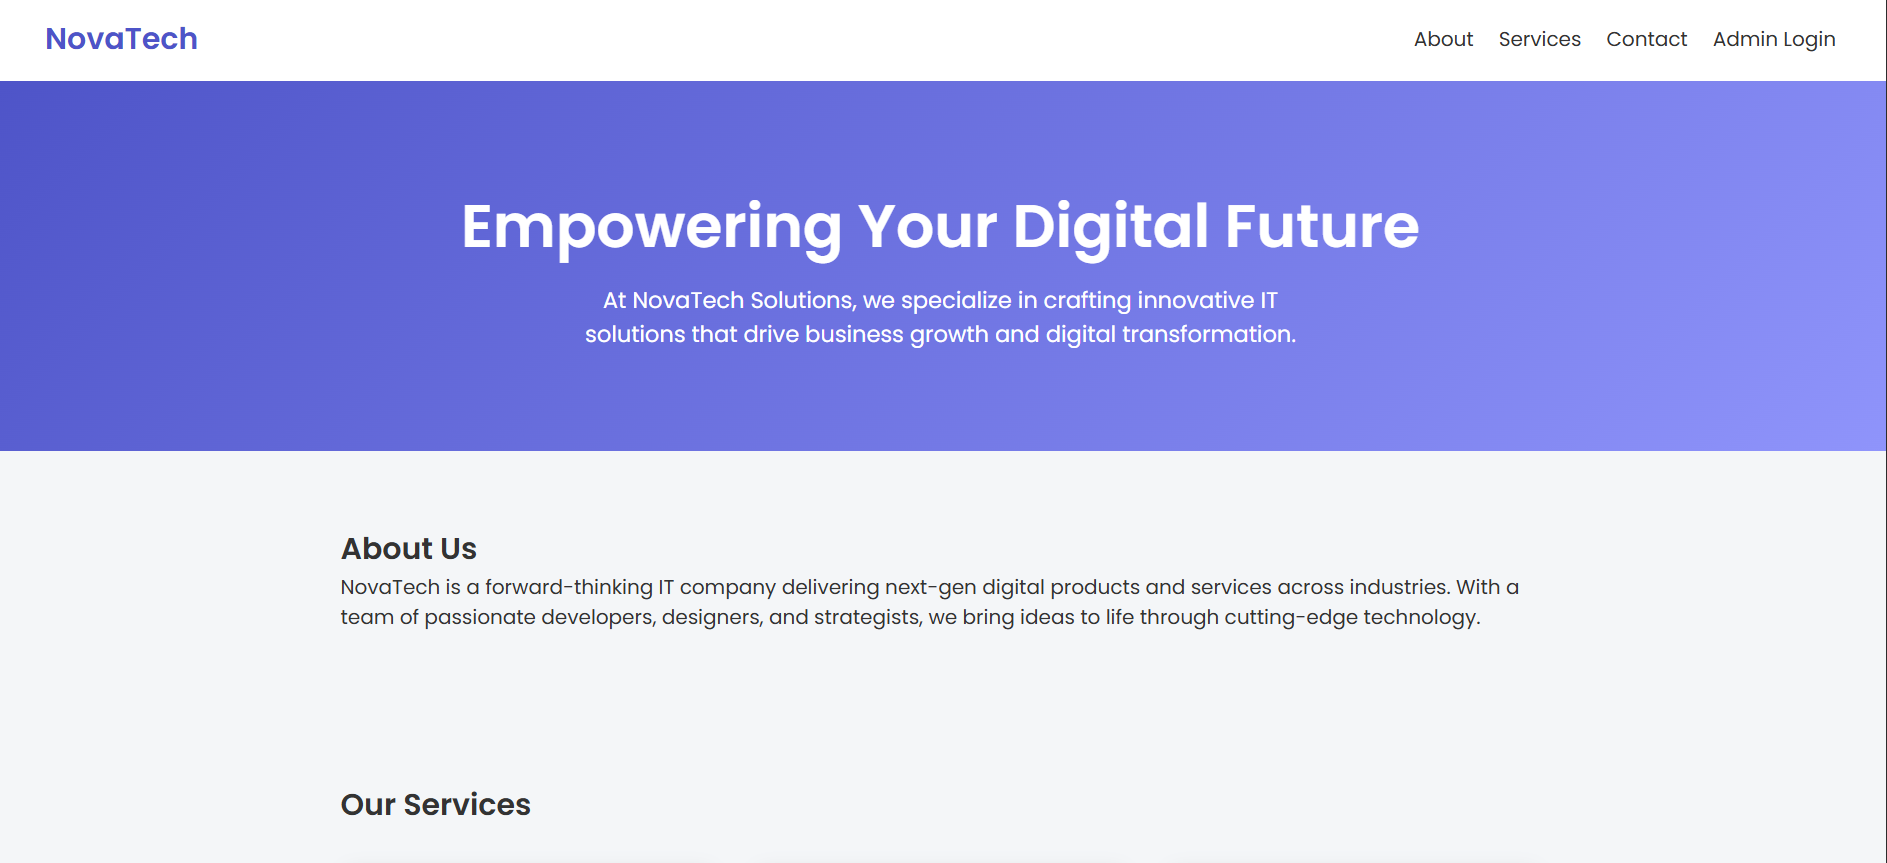 NovaTech
About Services Contact Admin Login
Empowering Your Digital Future
At NovaTech Solutions, we specialize in crafting innovative IT
solutions that drive business growth and digital transformation.
About Us
NovaTech is a forward-thinking IT company delivering next-gen digital products and services across industries. With a
team of passionate developers, designers, and strategists, we bring ideas to life through cutting-edge technology.
Our Services